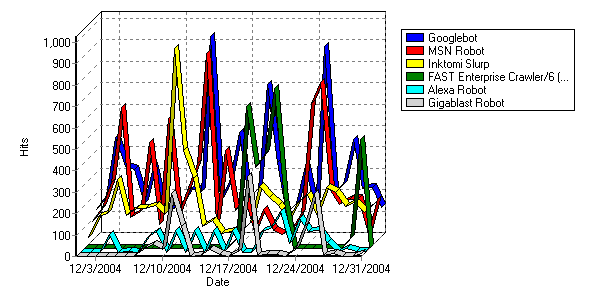 1,000
900
800
700
600
500
400
300
200
100
0
Hits
12/3/2004 12/10/2004 12/17/2004 12/24/2004 12/31/2004
Date
Googlebot
MSN Robot
Inktomi Slurp
FAST Enterprise Crawler/6 (...
Alexa Robot
Gigablast Robot